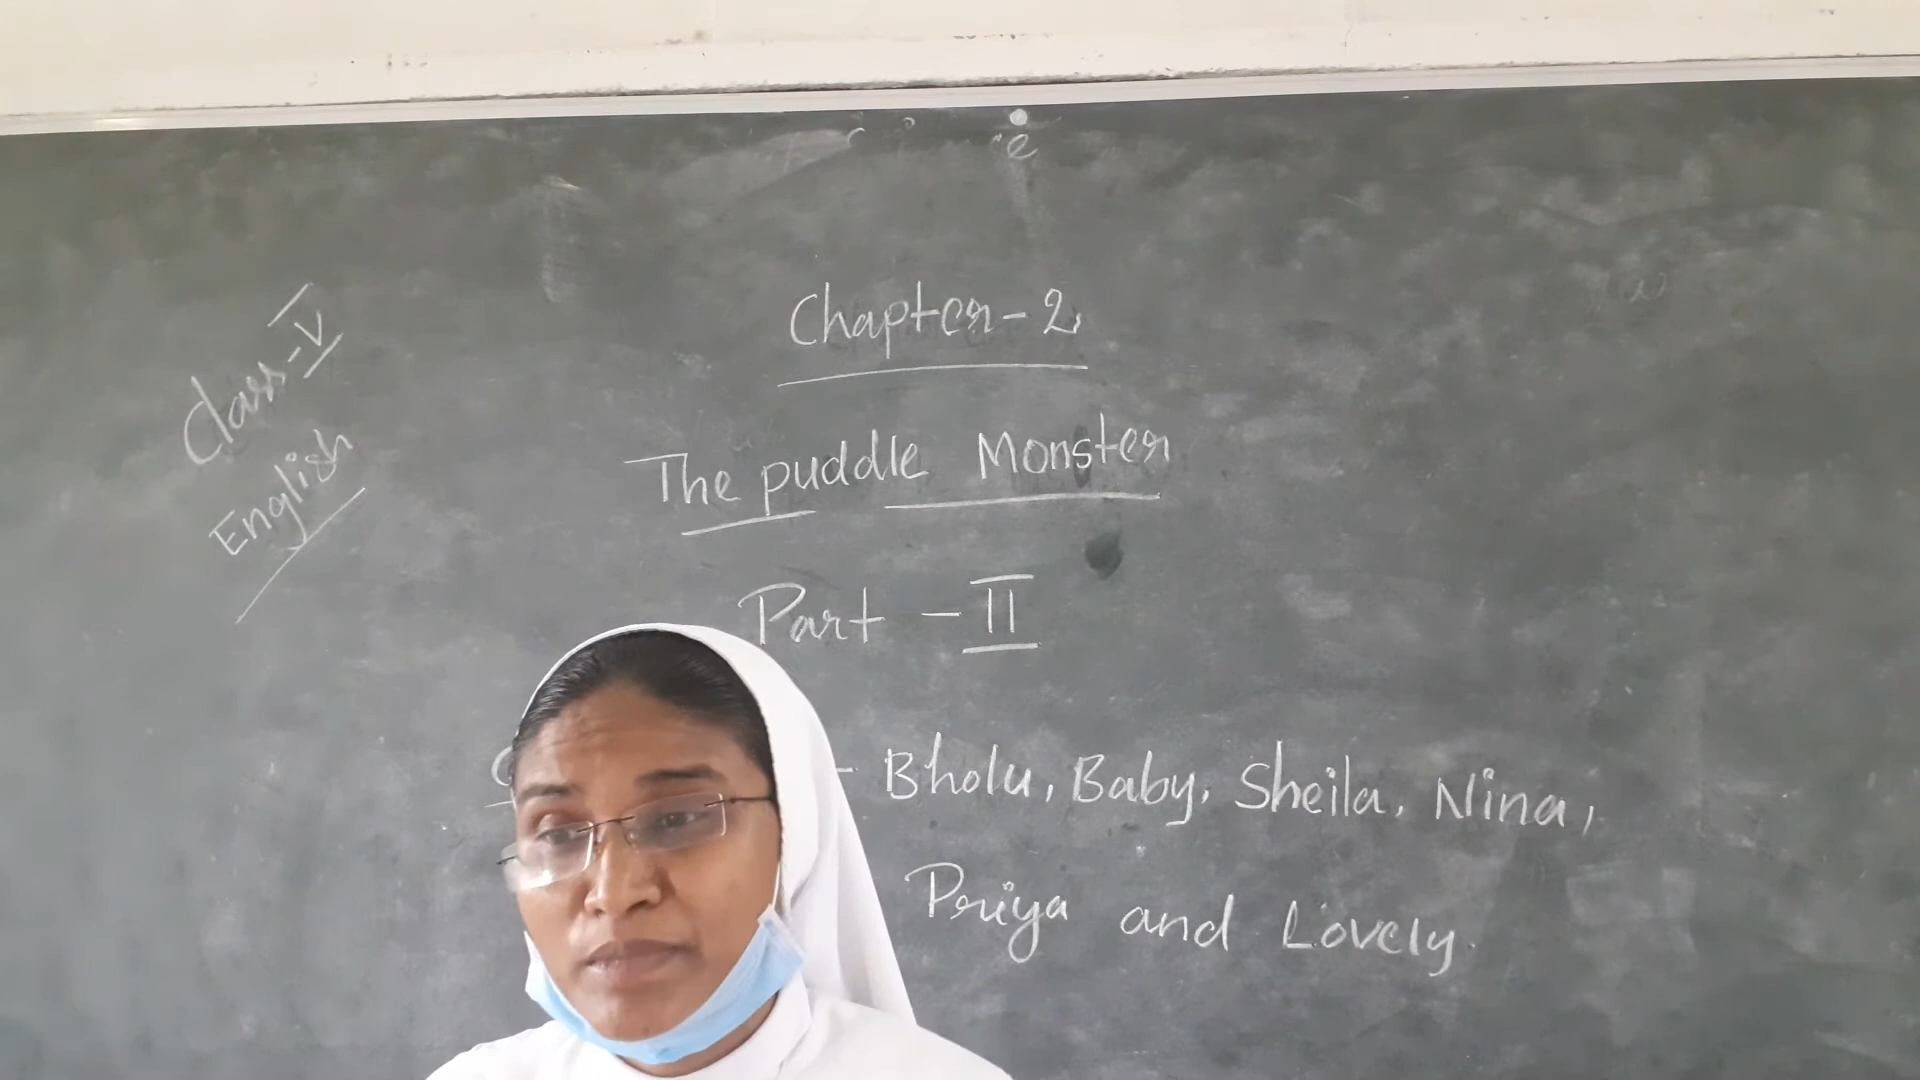 Class-V
English
Chapter-2
The puddle Monster
Part - II
- Bholu, Baby, Sheila, Nina,
Priya and Lovely.